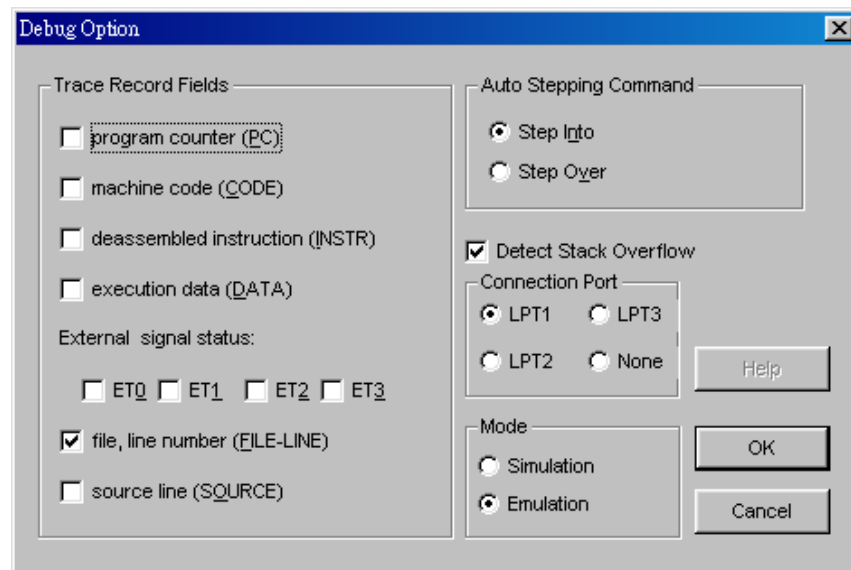 Debug Option
Trace Record Fields
program counter (PC)
machine code (CODE)
deassembled instruction (INSTR)
execution data (DATA)
External signal status:
ET0 ET1 ET2 ET3
file, line number (FILE-LINE)
source line (SOURCE)
Auto Stepping Command
Step Into
Step Over
Detect Stack Overflow
Connection Port
LPT1 LPT3
LPT2 None
Mode
Simulation
Emulation
Help
OK
Cancel